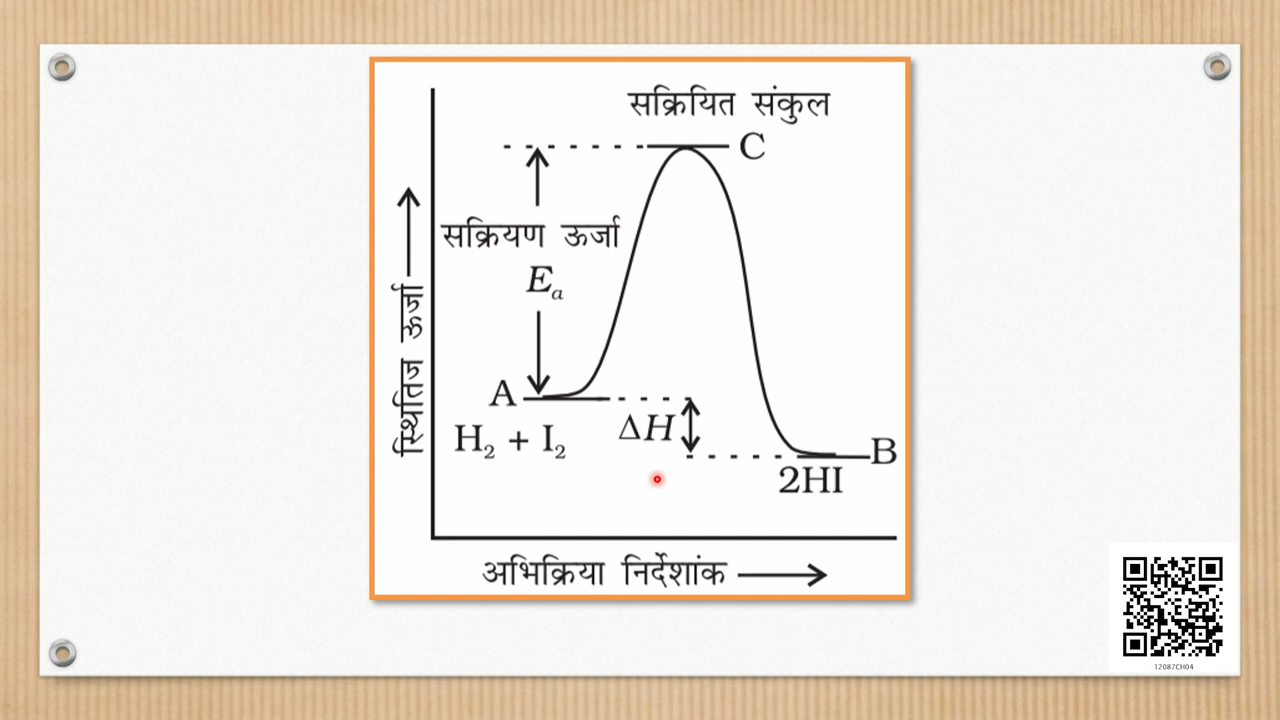 सक्रियित संकुल
C
सक्रियण ऊर्जा
Eₐ
स्थितिज ऊर्जा
A
H₂ + I₂
ΔH
B
2HI
अभिक्रिया निर्देशांक
12087CH04